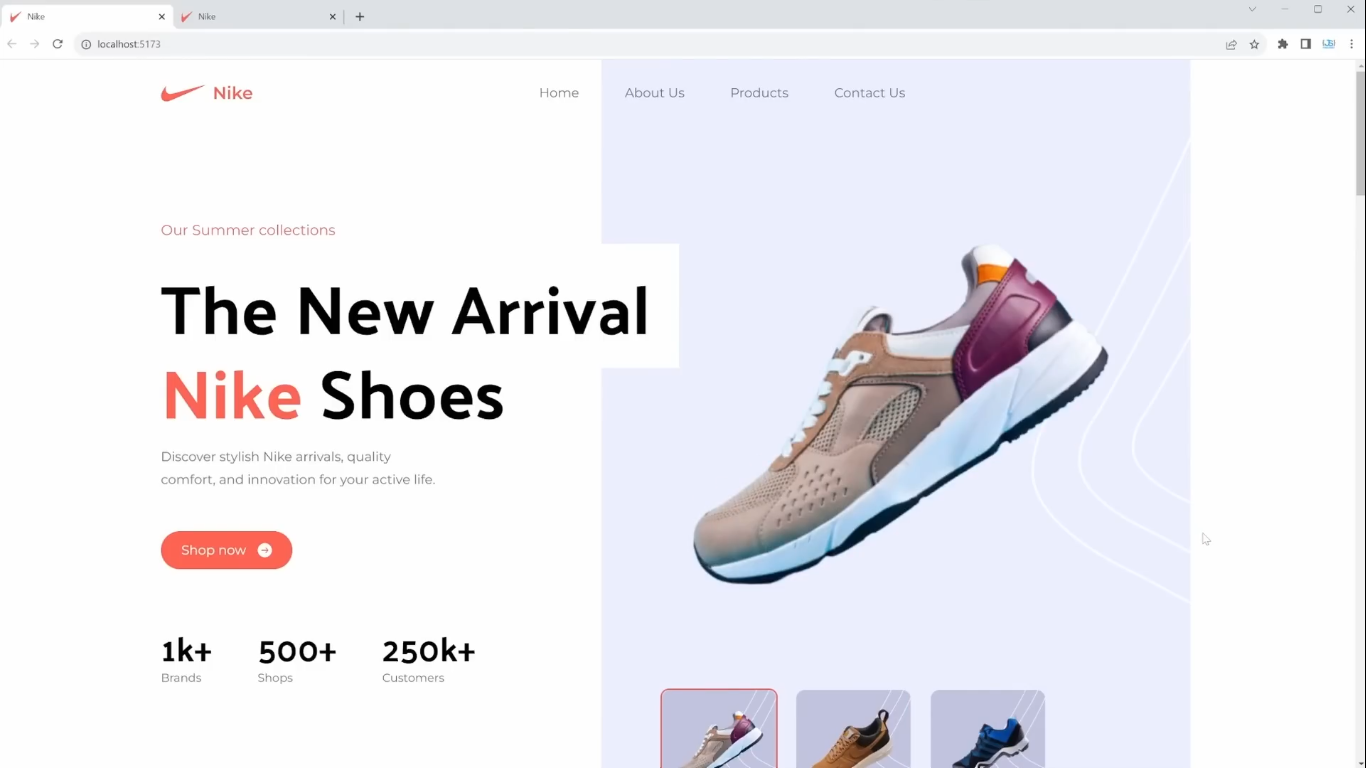 Nike
Nike
localhost:5173
Nike
Home
About Us
Products
Contact Us
Our Summer collections
The New Arrival
Nike Shoes
Discover stylish Nike arrivals, quality
comfort, and innovation for your active life.
Shop now
1k+
Brands
500+
Shops
250k+
Customers